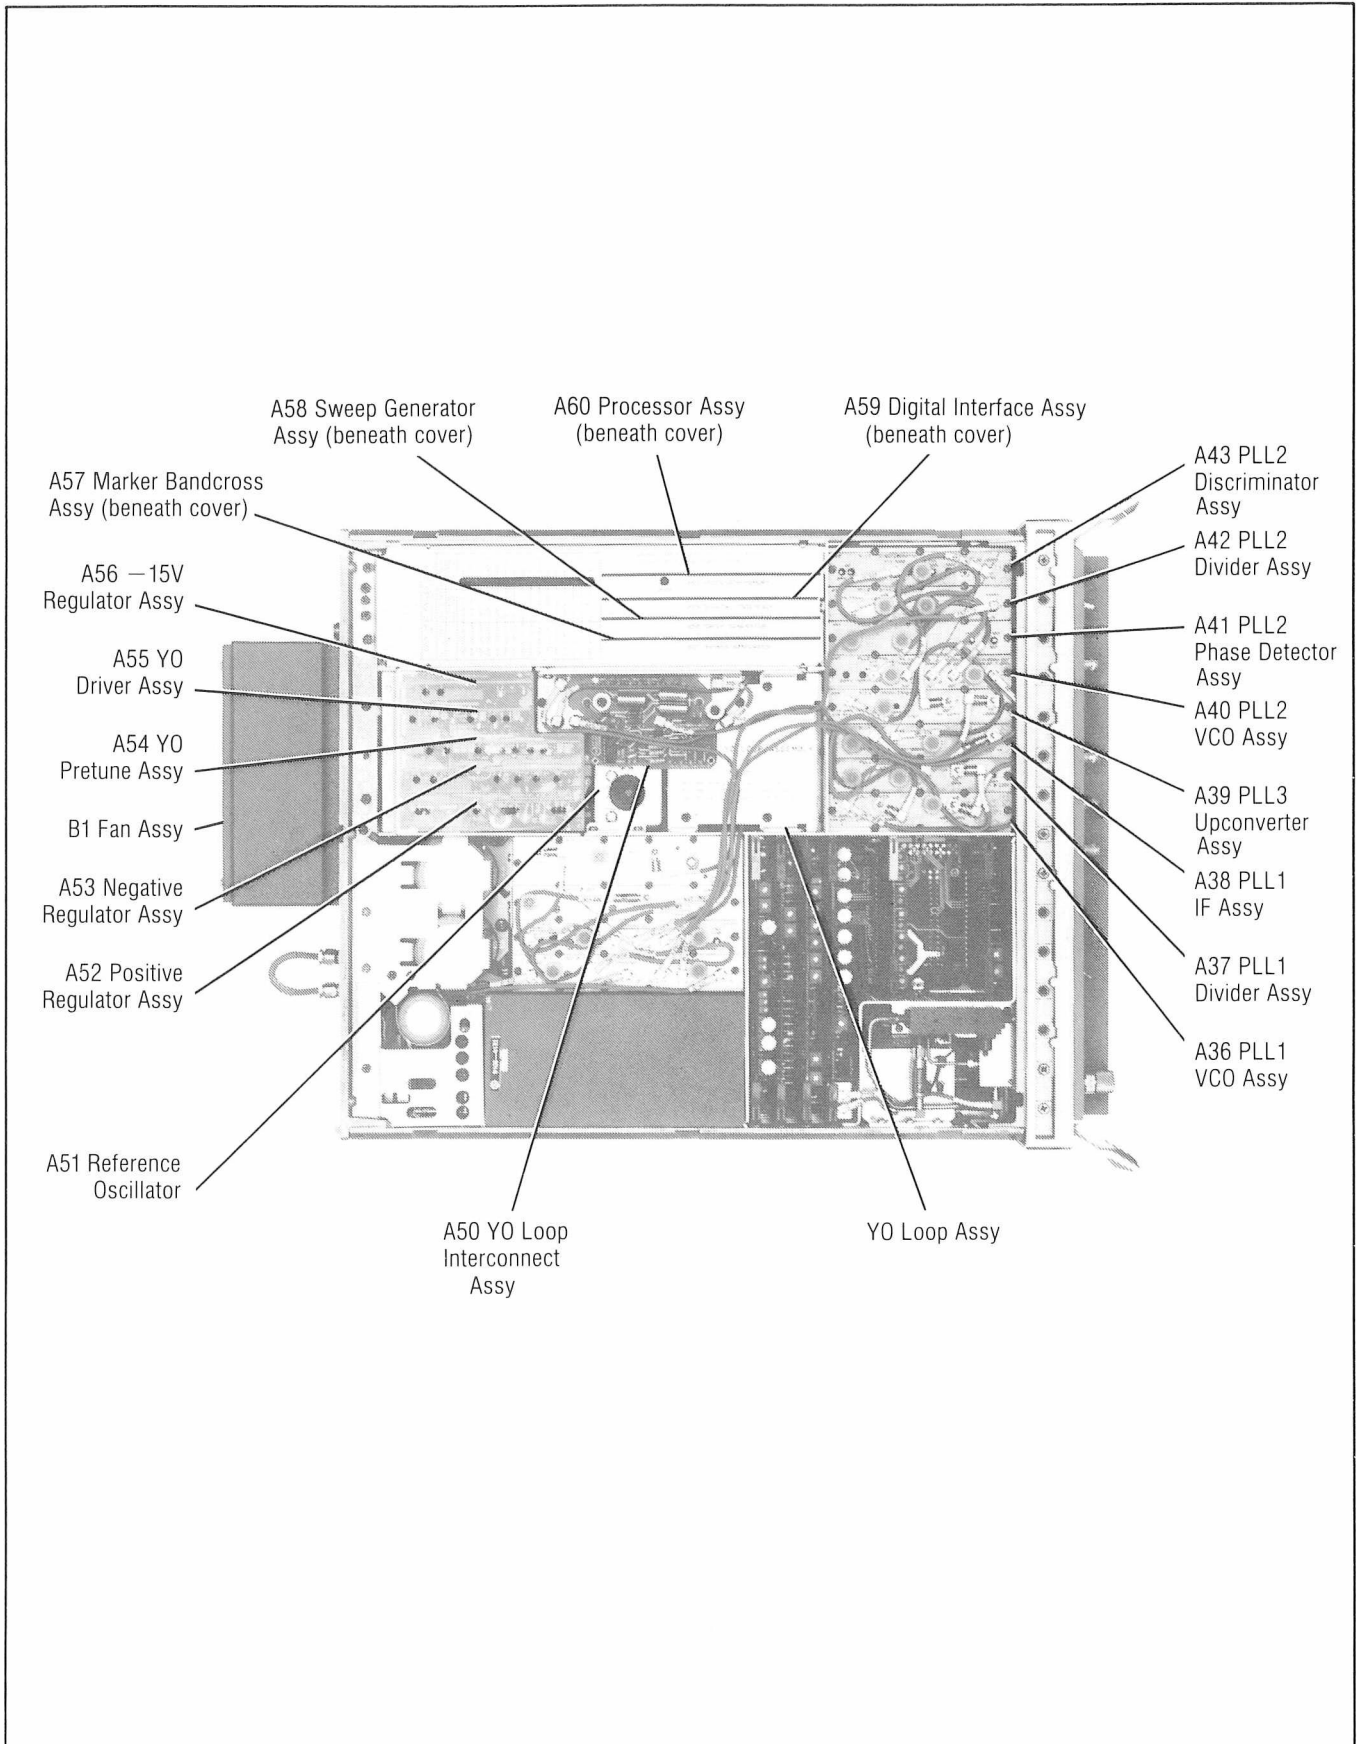 A58 Sweep Generator
Assy (beneath cover)
A60 Processor Assy
(beneath cover)
A59 Digital Interface Assy
(beneath cover)
A57 Marker Bandcross
Assy (beneath cover)
A56 —15V
Regulator Assy
A55 YO
Driver Assy
A54 YO
Pretune Assy
B1 Fan Assy
A53 Negative
Regulator Assy
A52 Positive
Regulator Assy
A51 Reference
Oscillator
A50 YO Loop
Interconnect
Assy
YO Loop Assy
A43 PLL2
Discriminator
Assy
A42 PLL2
Divider Assy
A41 PLL2
Phase Detector
Assy
A40 PLL2
VCO Assy
A39 PLL3
Upconverter
Assy
A38 PLL1
IF Assy
A37 PLL1
Divider Assy
A36 PLL1
VCO Assy